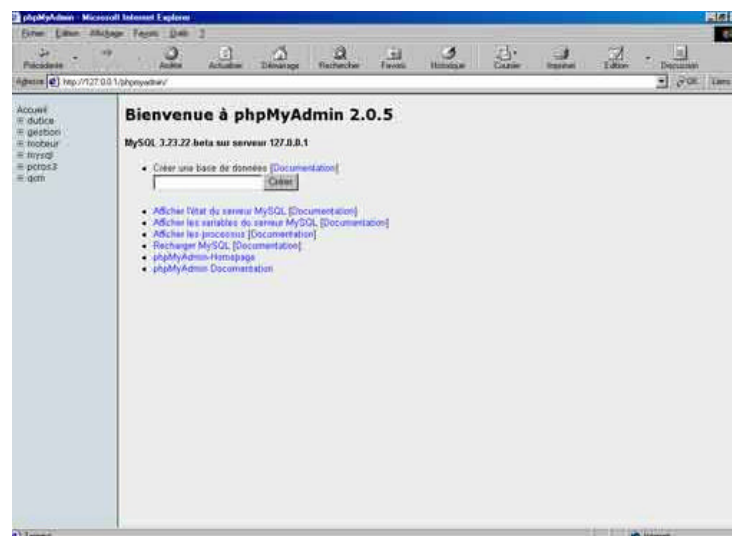 phpMyAdmin - Microsoft Internet Explorer
Fichier Edition Affichage Favoris Outils ?
Précédente Arrêter Actualiser Démarrage Rechercher Favoris Historique Courrier Imprimer Edition Discussion
Adresse http://127.0.0.1/phpmyadmin/ OK Liens
Accueil
dutice
gestion
moteur
mysql
pcros3
qcm
Bienvenue à phpMyAdmin 2.0.5
MySQL 3.23.22-beta sur serveur 127.0.0.1
Créer une base de données [Documentation]
Créer
Afficher l'état du serveur MySQL [Documentation]
Afficher les variables du serveur MySQL [Documentation]
Afficher les processus [Documentation]
Recharger MySQL [Documentation]
phpMyAdmin-Homepage
phpMyAdmin Documentation
Terminé Internet